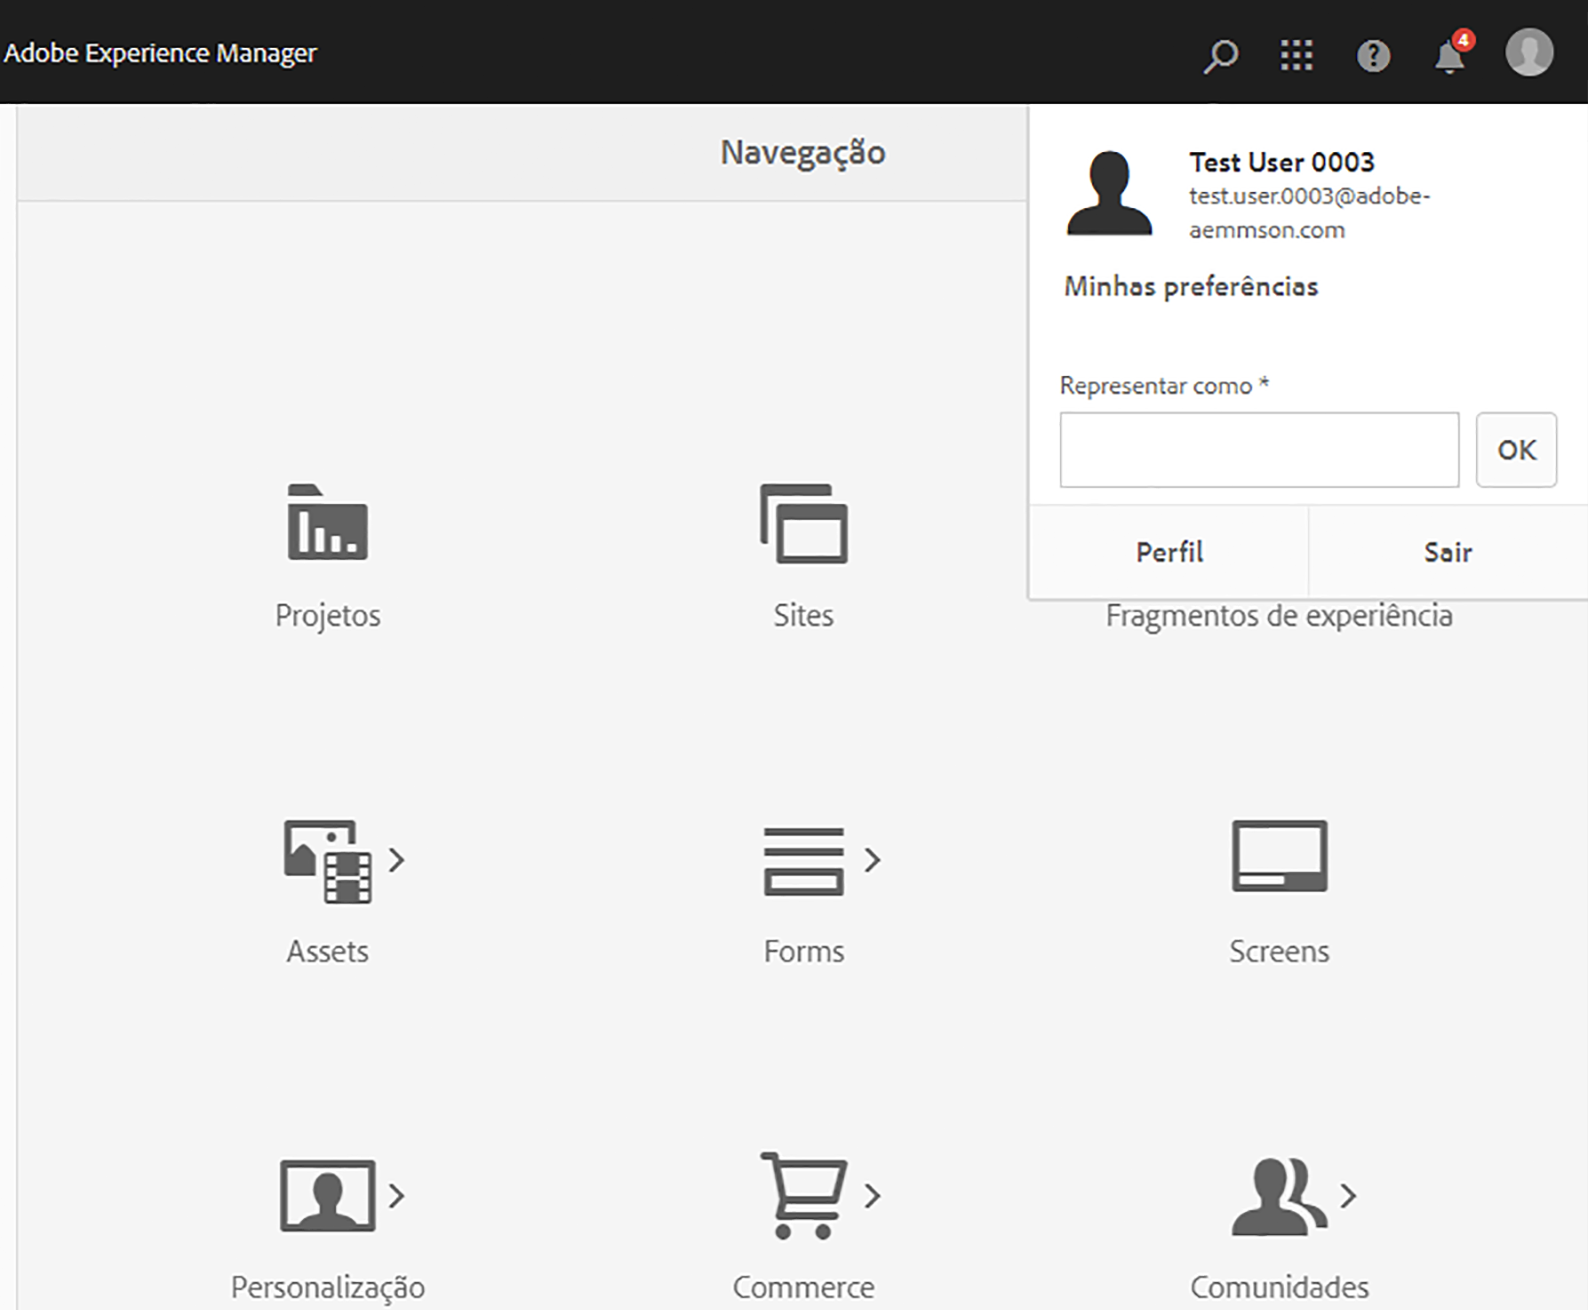 Adobe Experience Manager
4
Navegação
Test User 0003
test.user.0003@adobe-
aemmson.com
Minhas preferências
Representar como *
OK
Perfil
Sair
Projetos
Sites
Fragmentos de experiência
Assets
Forms
Screens
Personalização
Commerce
Comunidades